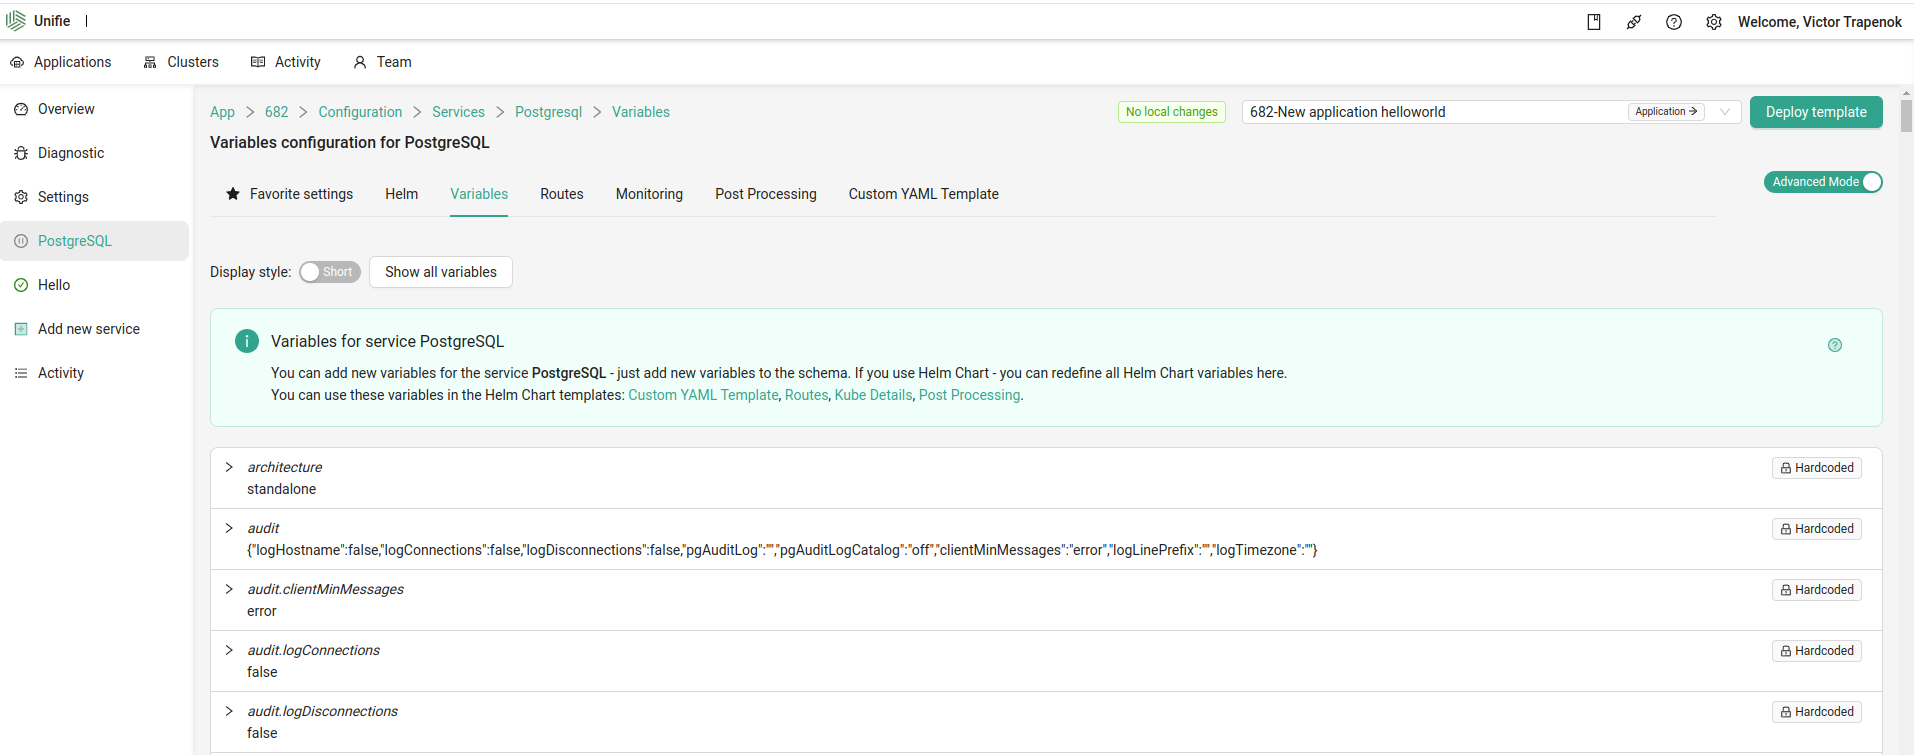 Unifie
Welcome, Victor Trapenok
Applications
Clusters
Activity
Team
Overview
Diagnostic
Settings
PostgreSQL
Hello
Add new service
Activity
App > 682 > Configuration > Services > Postgresql > Variables
No local changes
682-New application helloworld
Application →
Deploy template
Variables configuration for PostgreSQL
Favorite settings
Helm
Variables
Routes
Monitoring
Post Processing
Custom YAML Template
Advanced Mode
Display style:
Short
Show all variables
Variables for service PostgreSQL
You can add new variables for the service PostgreSQL - just add new variables to the schema. If you use Helm Chart - you can redefine all Helm Chart variables here.
You can use these variables in the Helm Chart templates: Custom YAML Template, Routes, Kube Details, Post Processing.
architecture
Hardcoded
standalone
audit
Hardcoded
{"logHostname":false,"logConnections":false,"logDisconnections":false,"pgAuditLog":"","pgAuditLogCatalog":"off","clientMinMessages":"error","logLinePrefix":"","logTimezone":""}
audit.clientMinMessages
Hardcoded
error
audit.logConnections
Hardcoded
false
audit.logDisconnections
Hardcoded
false